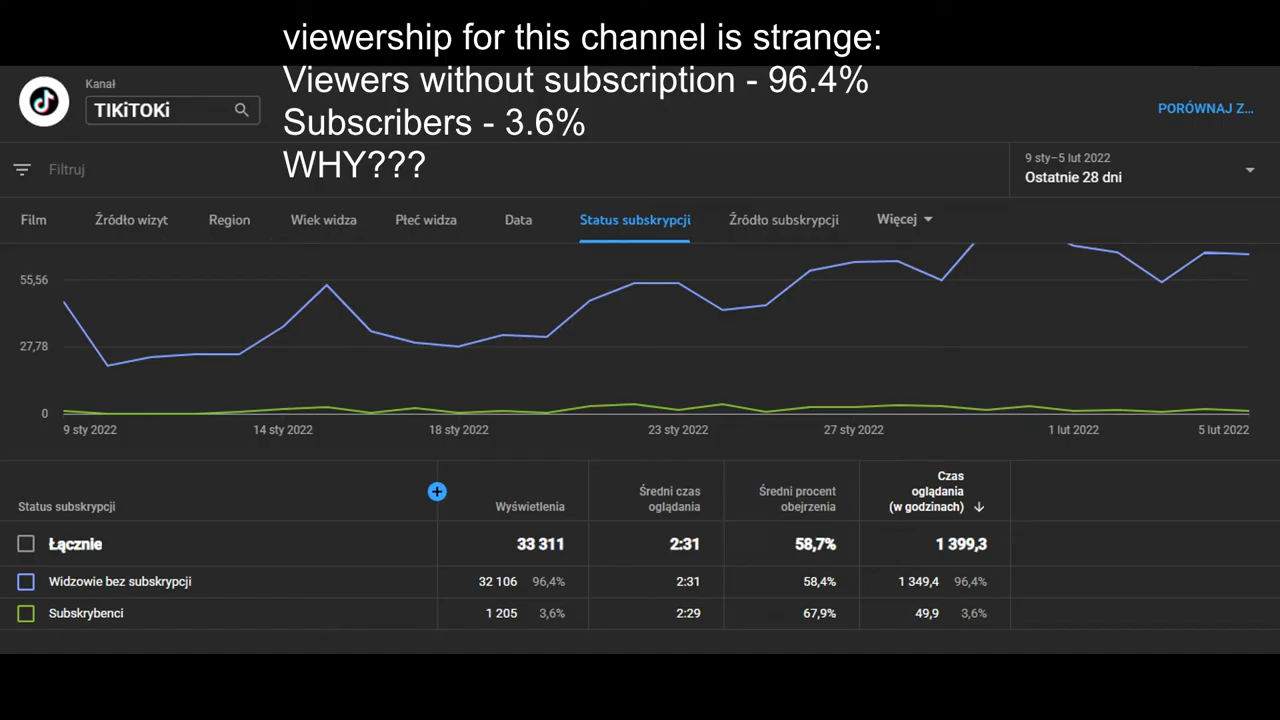 viewership for this channel is strange:
Viewers without subscription - 96.4%
Subscribers - 3.6%
WHY???
Kanał
TIKiTOKi
PORÓWNAJ Z...
Filtruj
9 sty–5 lut 2022
Ostatnie 28 dni
Film
Źródło wizyt
Region
Wiek widza
Płeć widza
Data
Status subskrypcji
Źródło subskrypcji
Więcej
55,56
27,78
0
9 sty 2022
14 sty 2022
18 sty 2022
23 sty 2022
27 sty 2022
1 lut 2022
5 lut 2022
Status subskrypcji
Wyświetlenia
Średni czas
oglądania
Średni procent
obejrzenia
Czas
oglądania
(w godzinach)
Łącznie 33 311 2:31 58,7% 1 399,3
Widzowie bez subskrypcji 32 106 96,4% 2:31 58,4% 1 349,4 96,4%
Subskrybenci 1 205 3,6% 2:29 67,9% 49,9 3,6%